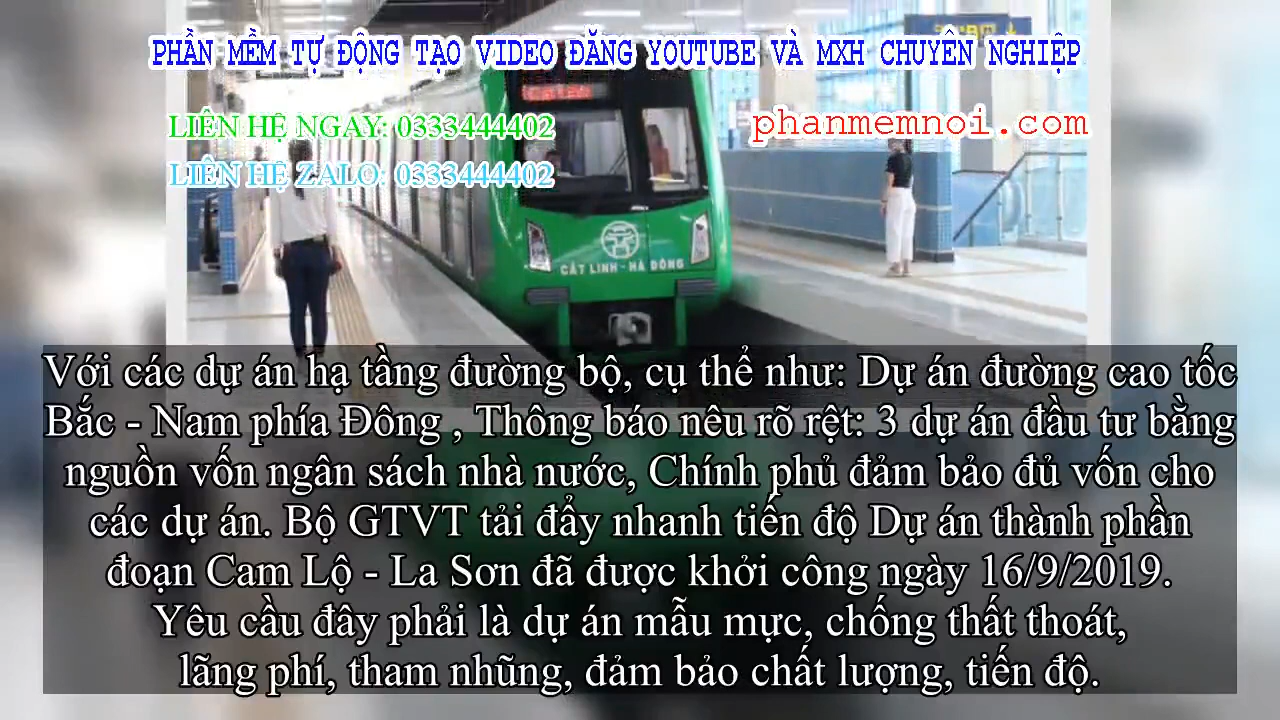 PHẦN MỀM TỰ ĐỘNG TẠO VIDEO ĐĂNG YOUTUBE VÀ MXH CHUYÊN NGHIỆP
LIÊN HỆ NGAY: 0333444402
phanmemnoi.com
LIÊN HỆ ZALO: 0333444402
CÁT LINH - HÀ ĐÔNG
Với các dự án hạ tầng đường bộ, cụ thể như: Dự án đường cao tốc
Bắc - Nam phía Đông , Thông báo nêu rõ rệt: 3 dự án đầu tư bằng
nguồn vốn ngân sách nhà nước, Chính phủ đảm bảo đủ vốn cho
các dự án. Bộ GTVT tải đẩy nhanh tiến độ Dự án thành phần
đoạn Cam Lộ - La Sơn đã được khởi công ngày 16/9/2019.
Yêu cầu đây phải là dự án mẫu mực, chống thất thoát,
lãng phí, tham nhũng, đảm bảo chất lượng, tiến độ.